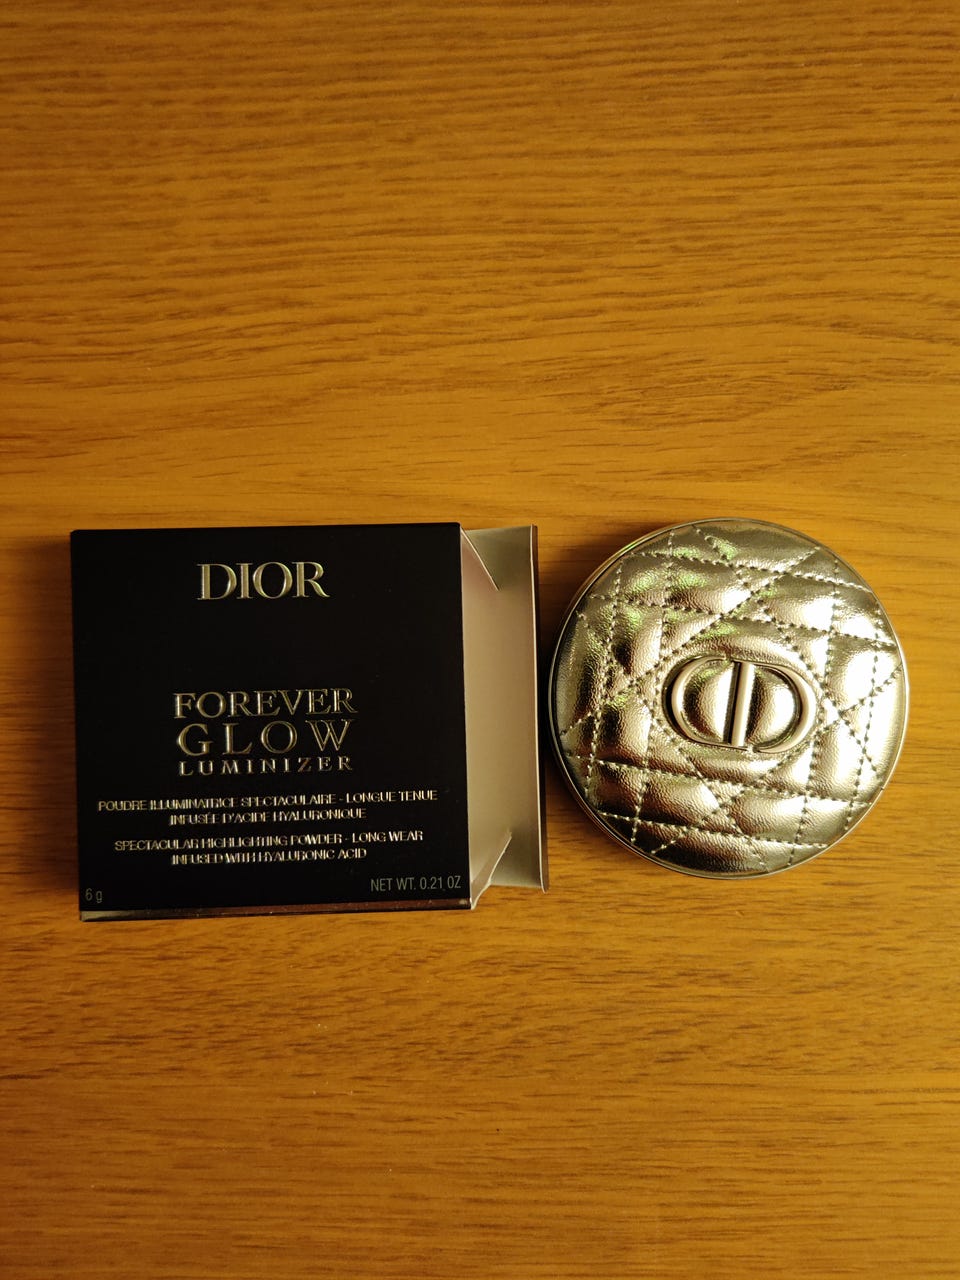 DIOR
FOREVER
GLOW
LUMINIZER
POUDRE ILLUMINATRICE SPECTACULAIRE - LONGUE TENUE
INFUSÉE D'ACIDE HYALURONIQUE
SPECTACULAR HIGHLIGHTING POWDER - LONG WEAR
INFUSED WITH HYALURONIC ACID
6 g
NET WT. 0.21 OZ
CD